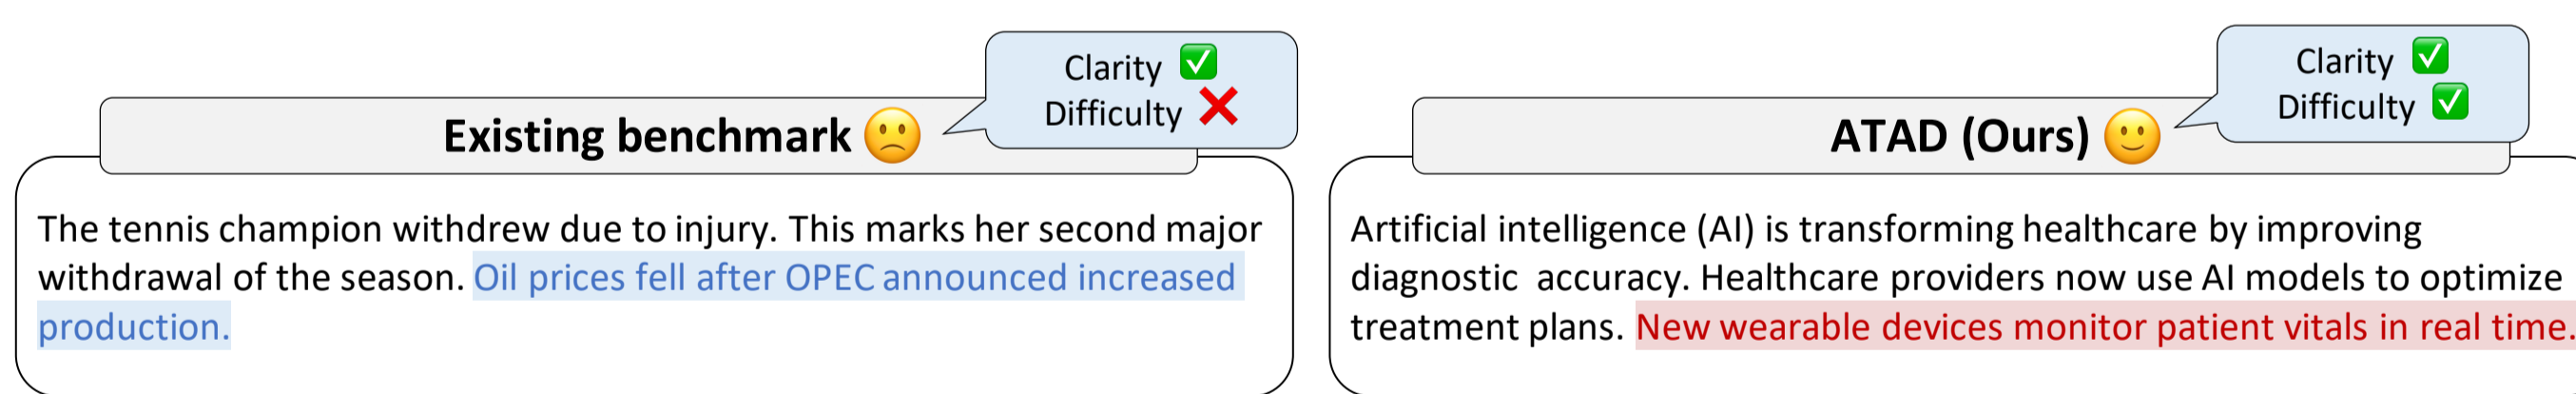 Clarity ✅
Difficulty ❌
Existing benchmark 🙁
The tennis champion withdrew due to injury. This marks her second major
withdrawal of the season. Oil prices fell after OPEC announced increased
production.
Clarity ✅
Difficulty ✅
ATAD (Ours) 🙂
Artificial intelligence (AI) is transforming healthcare by improving
diagnostic accuracy. Healthcare providers now use AI models to optimize
treatment plans. New wearable devices monitor patient vitals in real time.